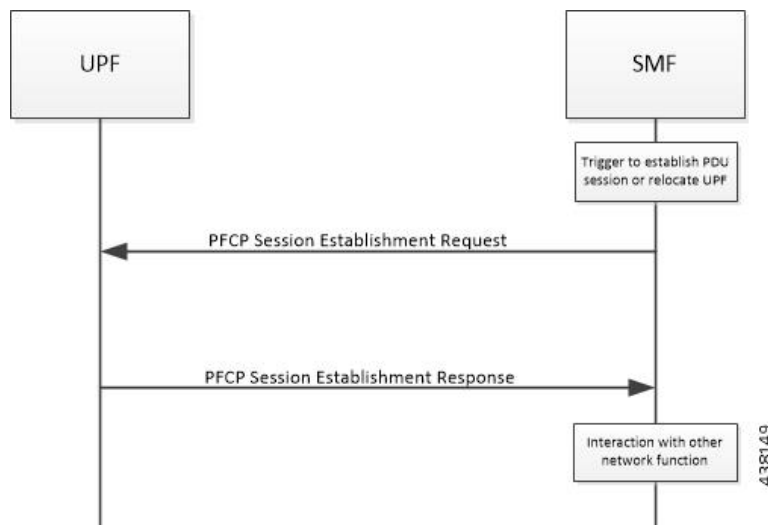 UPF
SMF
Trigger to establish PDU
session or relocate UPF
PFCP Session Establishment Request
PFCP Session Establishment Response
Interaction with other
network function
438149